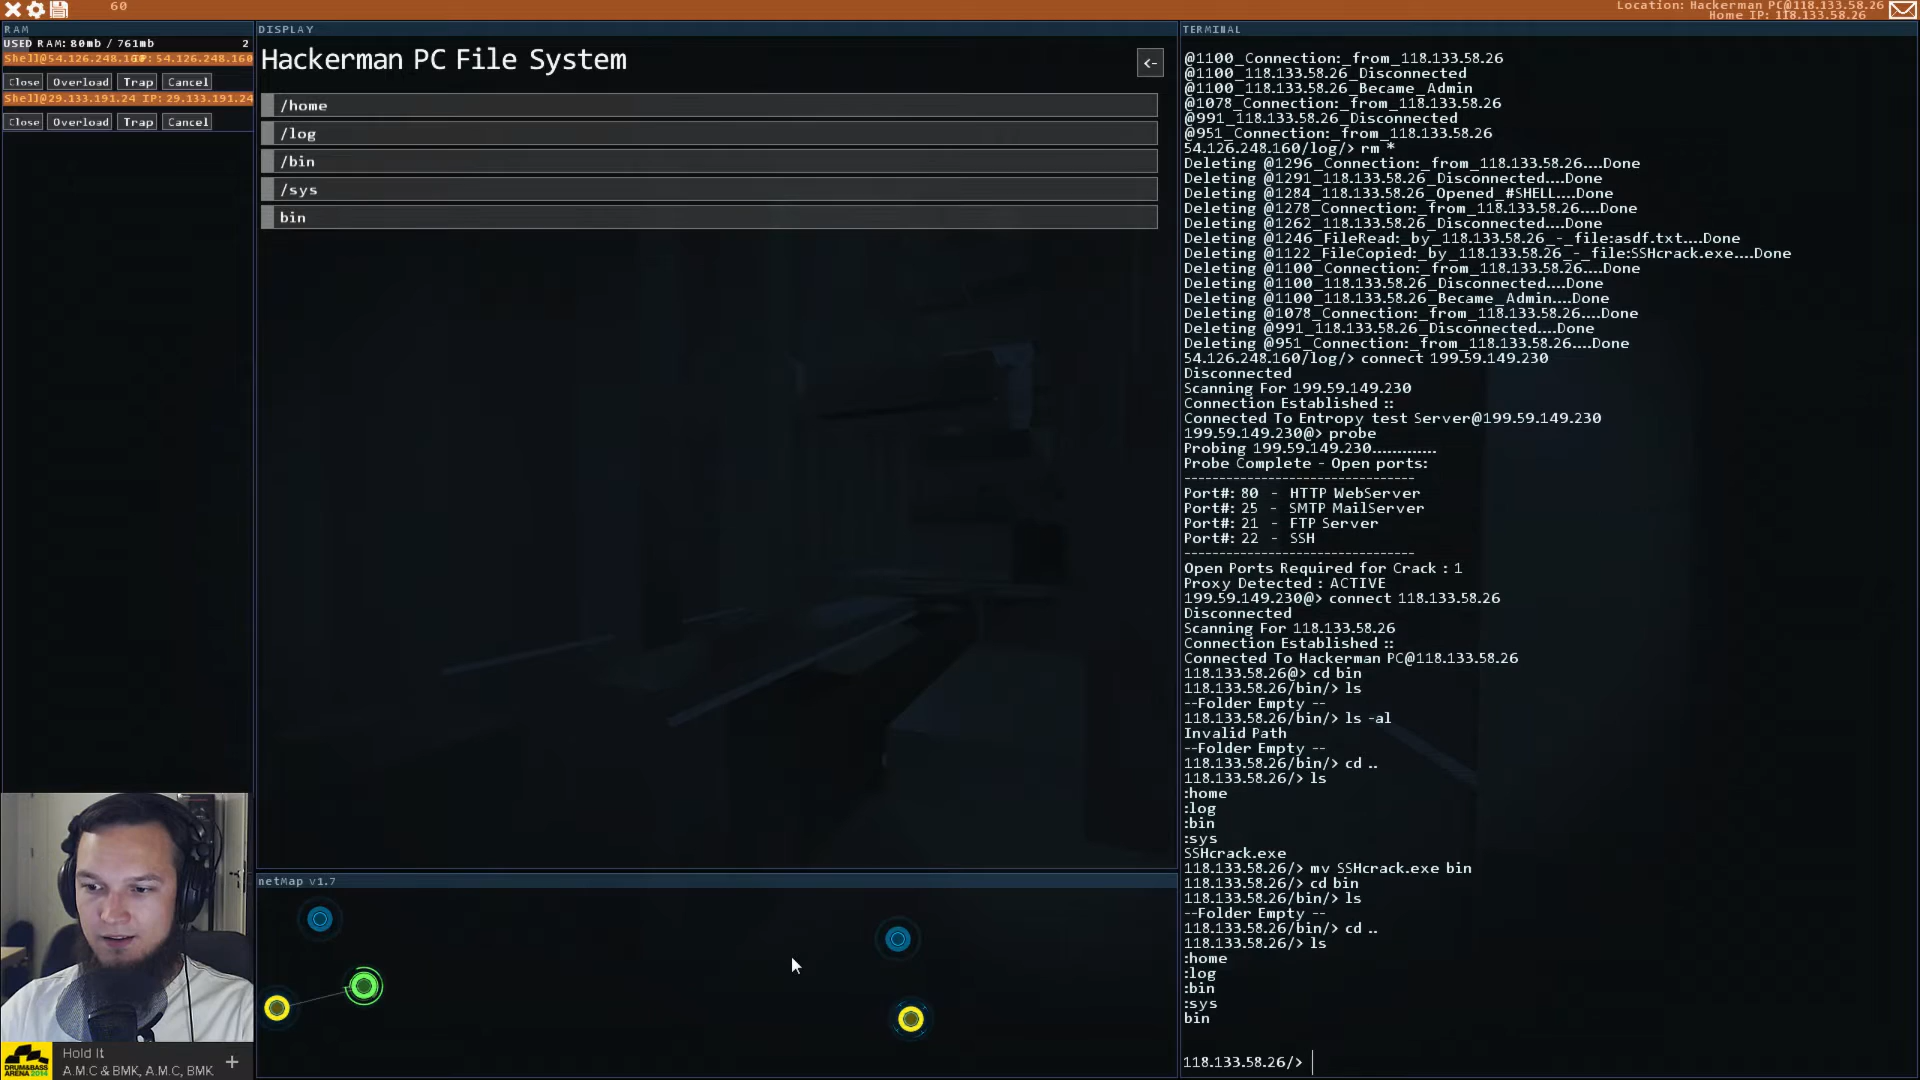 60
Location: Hackerman PC@118.133.58.26
Home IP: 118.133.58.26
RAM
USED RAM: 80mb / 761mb 2
Shell@54.126.248.160 IP: 54.126.248.160
Close Overload Trap Cancel
Shell@29.133.191.24 IP: 29.133.191.24
Close Overload Trap Cancel
DISPLAY
Hackerman PC File System
<-
/home
/log
/bin
/sys
bin
netMap v1.7
Hold It
A.M.C & BMK, A.M.C, BMK
+
DRUM&BASS
ARENA 2014
TERMINAL
@1100_Connection:_from_118.133.58.26
@1100_118.133.58.26_Disconnected
@1100_118.133.58.26_Became_Admin
@1078_Connection:_from_118.133.58.26
@991_118.133.58.26_Disconnected
@951_Connection:_from_118.133.58.26
54.126.248.160/log/> rm *
Deleting @1296_Connection:_from_118.133.58.26....Done
Deleting @1291_118.133.58.26_Disconnected....Done
Deleting @1284_118.133.58.26_Opened_#SHELL....Done
Deleting @1278_Connection:_from_118.133.58.26....Done
Deleting @1262_118.133.58.26_Disconnected....Done
Deleting @1246_FileRead:_by_118.133.58.26_-_file:asdf.txt....Done
Deleting @1122_FileCopied:_by_118.133.58.26_-_file:SSHcrack.exe....Done
Deleting @1100_Connection:_from_118.133.58.26....Done
Deleting @1100_118.133.58.26_Disconnected....Done
Deleting @1100_118.133.58.26_Became_Admin....Done
Deleting @1078_Connection:_from_118.133.58.26....Done
Deleting @991_118.133.58.26_Disconnected....Done
Deleting @951_Connection:_from_118.133.58.26....Done
54.126.248.160/log/> connect 199.59.149.230
Disconnected
Scanning For 199.59.149.230
Connection Established ::
Connected To Entropy test Server@199.59.149.230
199.59.149.230@> probe
Probing 199.59.149.230.............
Probe Complete - Open ports:
---------------------------------
Port#: 80 - HTTP WebServer
Port#: 25 - SMTP MailServer
Port#: 21 - FTP Server
Port#: 22 - SSH
---------------------------------
Open Ports Required for Crack : 1
Proxy Detected : ACTIVE
199.59.149.230@> connect 118.133.58.26
Disconnected
Scanning For 118.133.58.26
Connection Established ::
Connected To Hackerman PC@118.133.58.26
118.133.58.26@> cd bin
118.133.58.26/bin/> ls
--Folder Empty --
118.133.58.26/bin/> ls -al
Invalid Path
--Folder Empty --
118.133.58.26/bin/> cd ..
118.133.58.26/> ls
:home
:log
:bin
:sys
SSHcrack.exe
118.133.58.26/> mv SSHcrack.exe bin
118.133.58.26/> cd bin
118.133.58.26/bin/> ls
--Folder Empty --
118.133.58.26/bin/> cd ..
118.133.58.26/> ls
:home
:log
:bin
:sys
bin
118.133.58.26/>